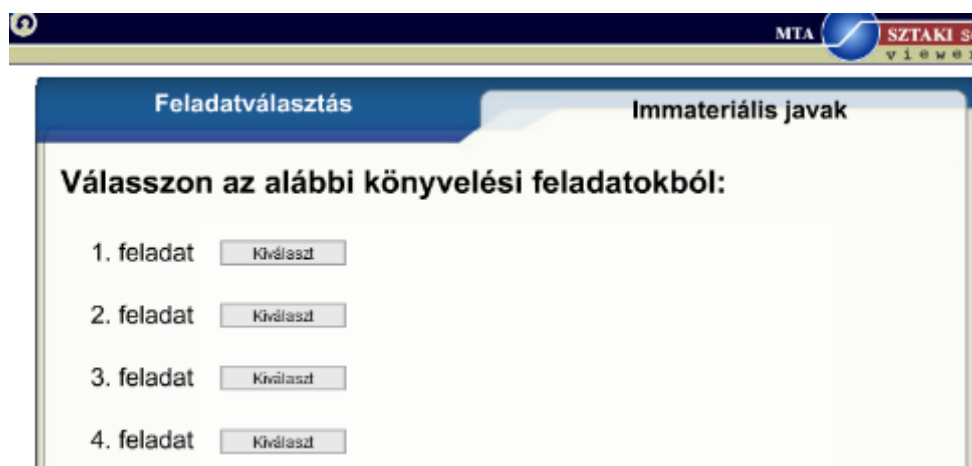 MTA SZTAKI
viewer
Feladatválasztás
Immateriális javak
Válasszon az alábbi könyvelési feladatokból:
1. feladat Kiválaszt
2. feladat Kiválaszt
3. feladat Kiválaszt
4. feladat Kiválaszt